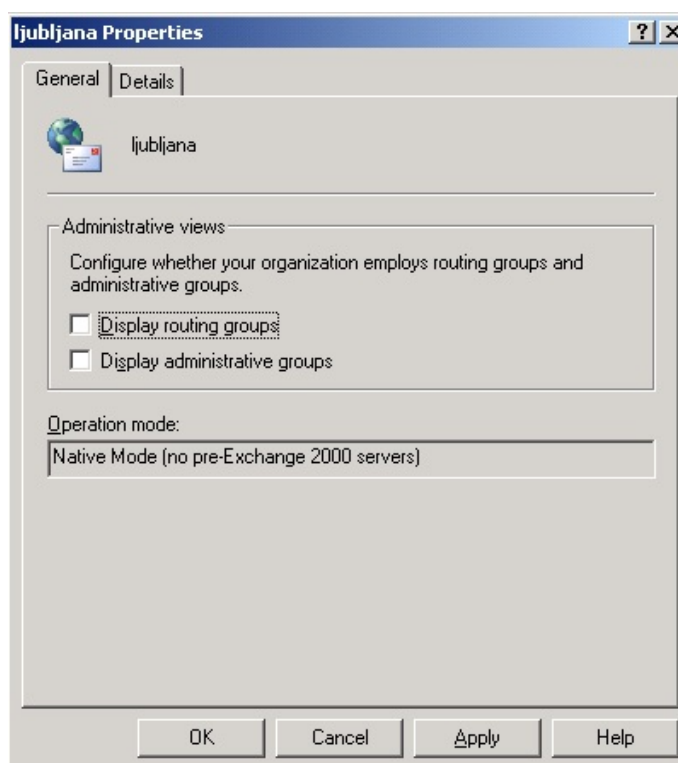 ljubljana Properties
General
Details
ljubljana
Administrative views
Configure whether your organization employs routing groups and
administrative groups.
Display routing groups
Display administrative groups
Operation mode:
Native Mode (no pre-Exchange 2000 servers)
OK
Cancel
Apply
Help